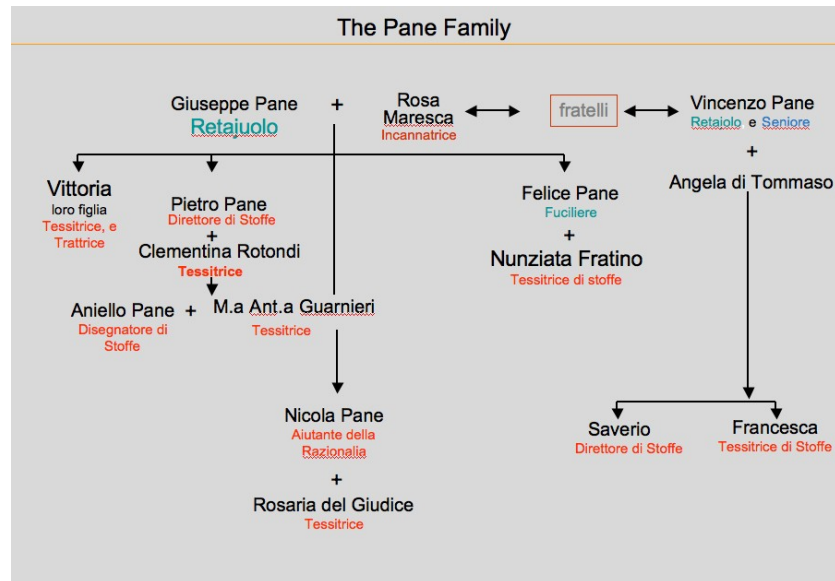 The Pane Family
Giuseppe Pane
Retajuolo
+
Rosa
Maresca
Incannatrice
fratelli
Vincenzo Pane
Retajolo, e Seniore
+
Angela di Tommaso
Vittoria
loro figlia
Tessitrice, e
Trattrice
Pietro Pane
Direttore di Stoffe
+
Clementina Rotondi
Tessitrice
Felice Pane
Fuciliere
+
Nunziata Fratino
Tessitrice di stoffe
Aniello Pane
Disegnatore di
Stoffe
+
M.a Ant.a Guarnieri
Tessitrice
Nicola Pane
Aiutante della
Razionalia
+
Rosaria del Giudice
Tessitrice
Saverio
Direttore di Stoffe
Francesca
Tessitrice di Stoffe